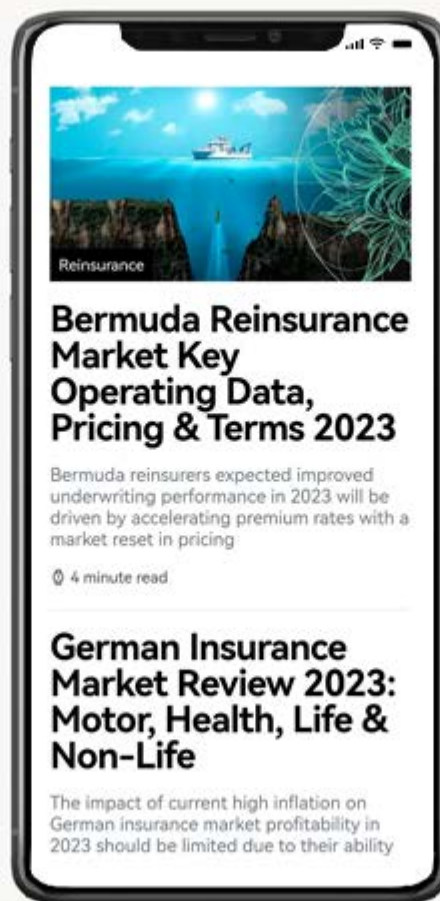 Reinsurance
Bermuda Reinsurance
Market Key
Operating Data,
Pricing & Terms 2023
Bermuda reinsurers expected improved
underwriting performance in 2023 will be
driven by accelerating premium rates with a
market reset in pricing
4 minute read
German Insurance
Market Review 2023:
Motor, Health, Life &
Non-Life
The impact of current high inflation on
German insurance market profitability in
2023 should be limited due to their ability